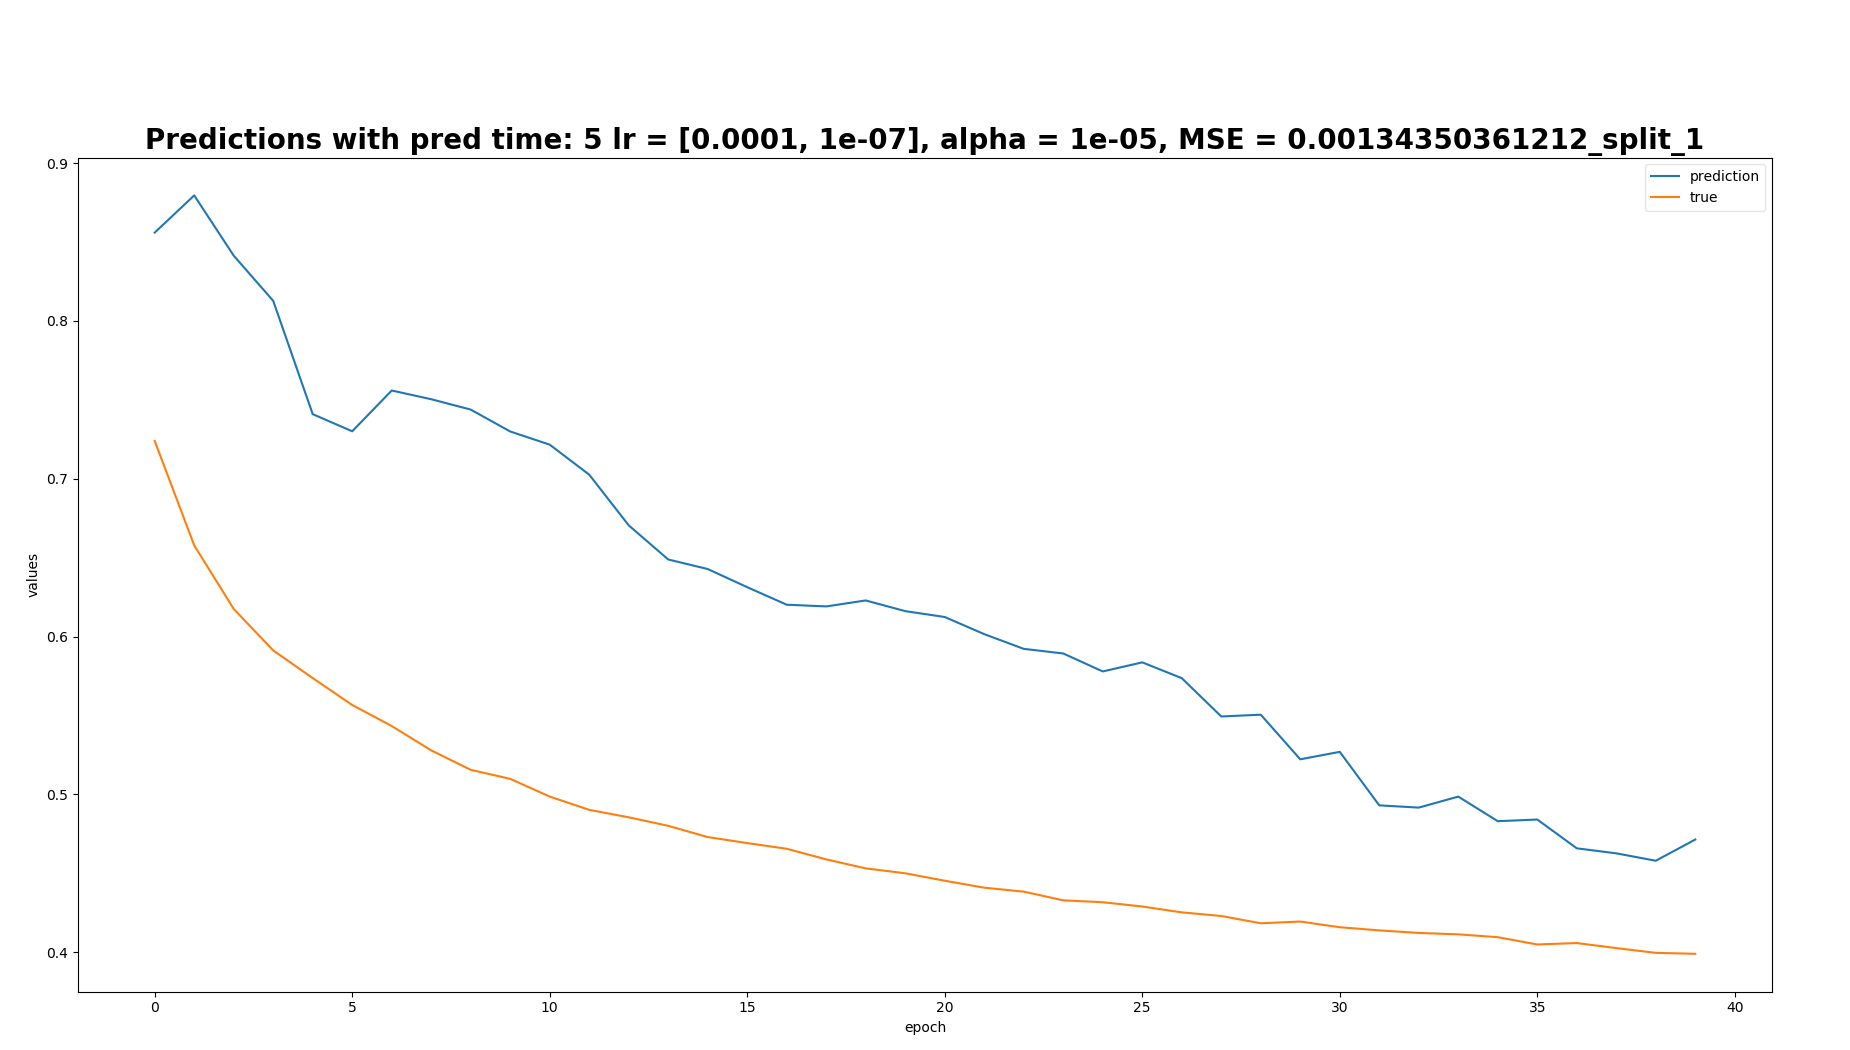 Predictions with pred time: 5 lr = [0.0001, 1e-07], alpha = 1e-05, MSE = 0.00134350361212_split_1
prediction
true
0.9
0.8
0.7
0.6
0.5
0.4
values
0 5 10 15 20 25 30 35 40
epoch